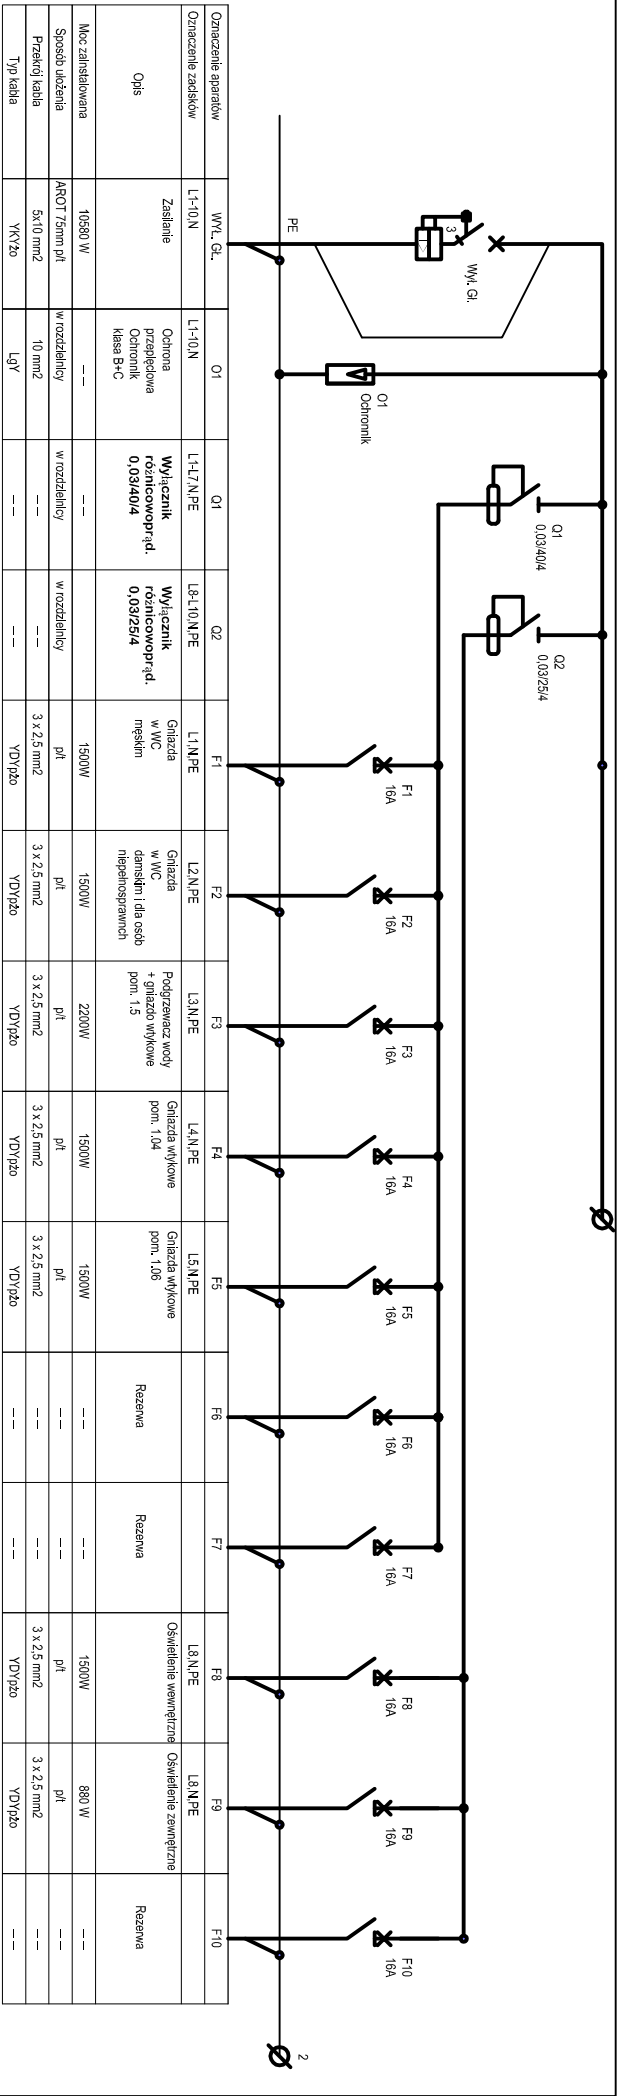 PE
3
Wył. Gł.
O1
Ochronnik
Q1
0,03/40/4
Q2
0,03/25/4
F1
16A
F2
16A
F3
16A
F4
16A
F5
16A
F6
16A
F7
16A
F8
16A
F9
16A
F10
16A
2
Oznaczenie aparatów
WYŁ. GŁ.
O1
Q1
Q2
F1
F2
F3
F4
F5
F6
F7
F8
F9
F10
Oznaczenie zacisków
L1-10,N
L1-10,N
L1-L7,N,PE
L8-L10,N,PE
L1,N,PE
L2,N,PE
L3,N,PE
L4,N,PE
L5,N,PE
L8,N,PE
L8,N,PE
Opis
Zasilanie
Ochrona
przepięciowa
Ochronnik
klasa B+C
Wyłącznik
różnicowoprąd.
0,03/40/4
Wyłącznik
różnicowoprąd.
0,03/25/4
Gniazda
w WC
męskim
Gniazda
w WC
damskim i dla osób
niepełnosprawnch
Podgrzewacz wody
+ gniazdo wtykowe
pom. 1.5
Gniazda wtykowe
pom. 1.04
Gniazda wtykowe
pom. 1.06
Rezerwa
Rezerwa
Oświetlenie wewnętrzne
Oświetlenie zewnętrzne
Rezerwa
Moc zainstalowana
10580 W
--
--
--
1500W
1500W
2200W
1500W
1500W
--
--
1500W
880 W
--
Sposób ułożenia
AROT 75mm p/t
w rozdzielnicy
w rozdzielnicy
w rozdzielnicy
p/t
p/t
p/t
p/t
p/t
--
--
p/t
p/t
--
Przekrój kabla
5x10 mm2
10 mm2
--
--
3 x 2,5 mm2
3 x 2,5 mm2
3 x 2,5 mm2
3 x 2,5 mm2
3 x 2,5 mm2
--
--
3 x 2,5 mm2
3 x 2,5 mm2
--
Typ kabla
YKYżo
LgY
--
--
YDYpżo
YDYpżo
YDYpżo
YDYpżo
YDYpżo
--
--
YDYpżo
YDYpżo
--